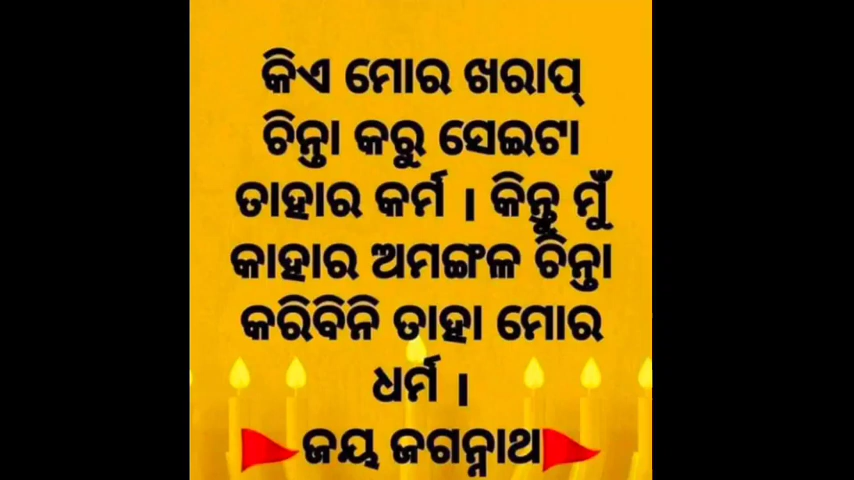 କିଏ ମୋର ଖରାପ୍
ଚିନ୍ତା କରୁ ସେଇଟା
ତାହାର କର୍ମ । କିନ୍ତୁ ମୁଁ
କାହାର ଅମଙ୍ଗଳ ଚିନ୍ତା
କରିବିନି ତାହା ମୋର
ଧର୍ମ ।
ଜୟ ଜଗନ୍ନାଥ